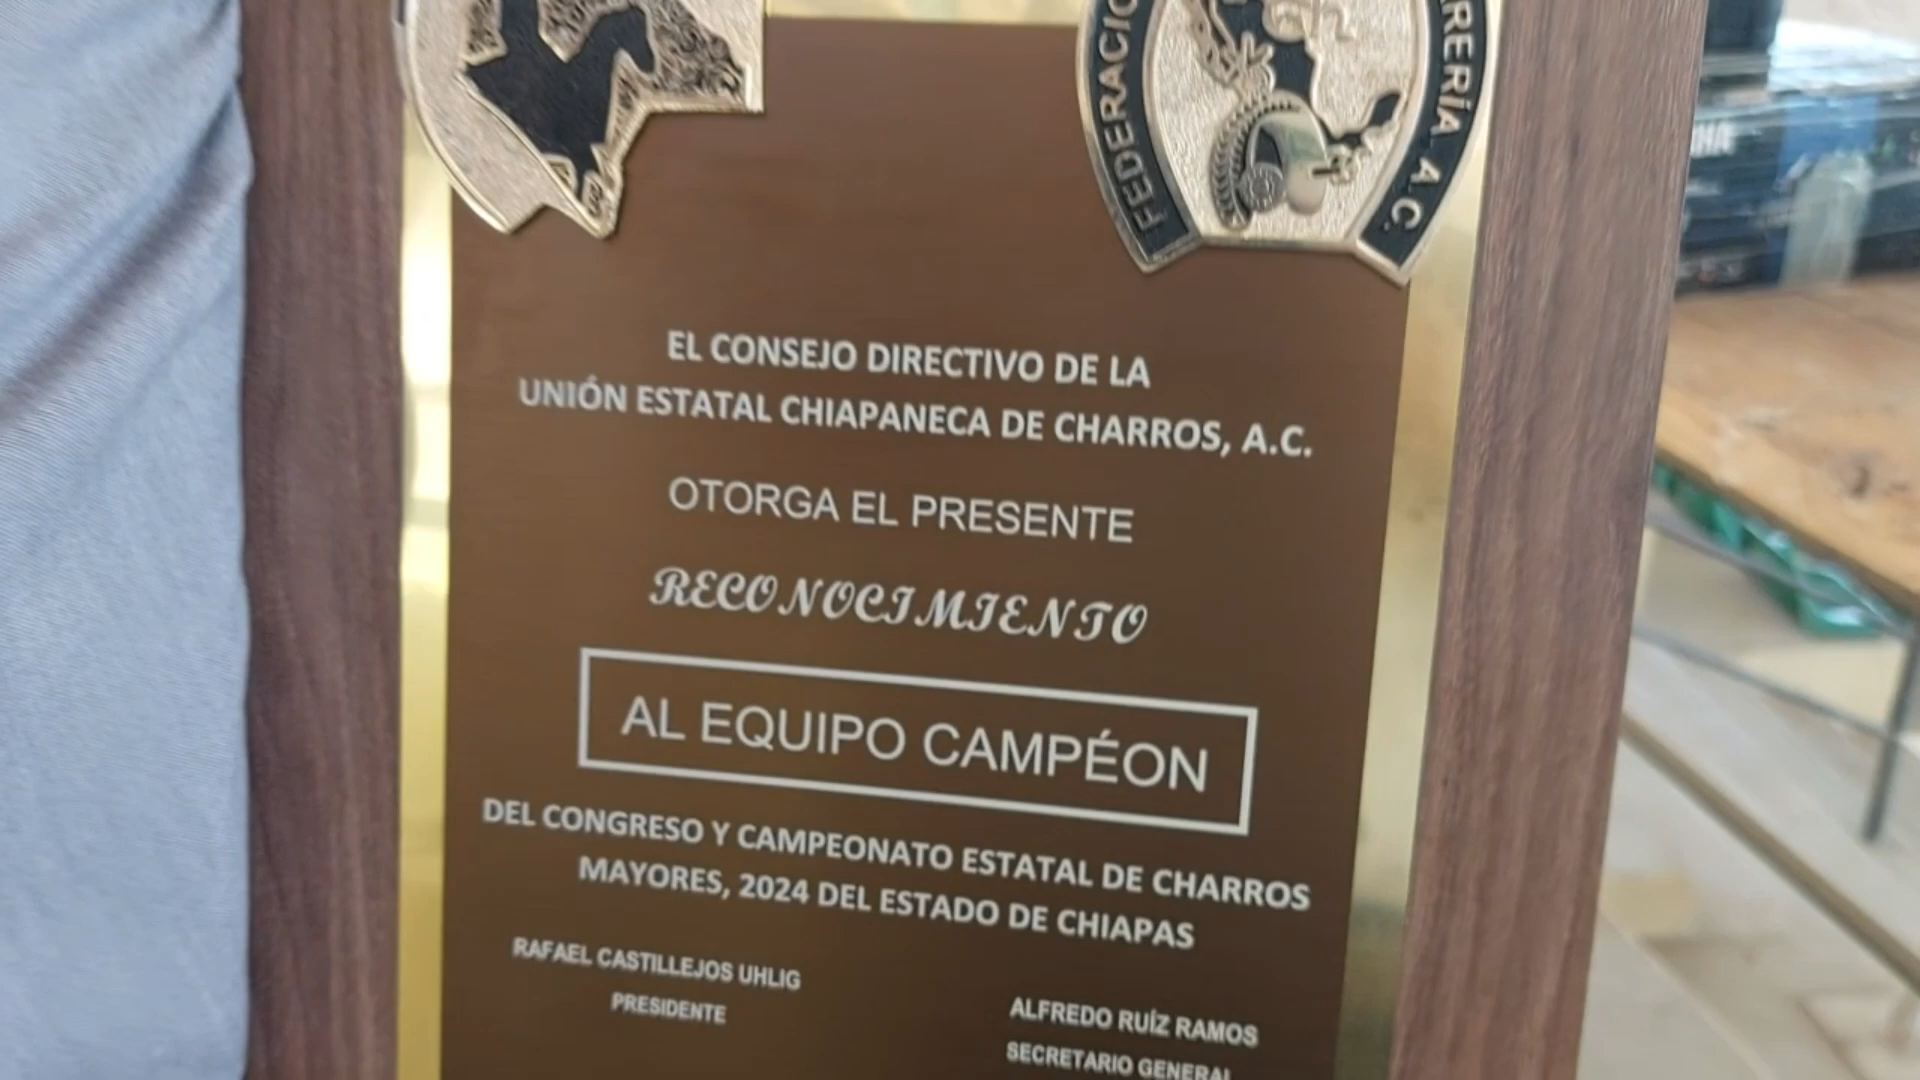 FEDERACIÓ
RRERÍA A.C.
EL CONSEJO DIRECTIVO DE LA
UNIÓN ESTATAL CHIAPANECA DE CHARROS, A.C.
OTORGA EL PRESENTE
RECONOCIMIENTO
AL EQUIPO CAMPÉON
DEL CONGRESO Y CAMPEONATO ESTATAL DE CHARROS
MAYORES, 2024 DEL ESTADO DE CHIAPAS
RAFAEL CASTILLEJOS UHLIG
PRESIDENTE
ALFREDO RUÍZ RAMOS
SECRETARIO GENERAL